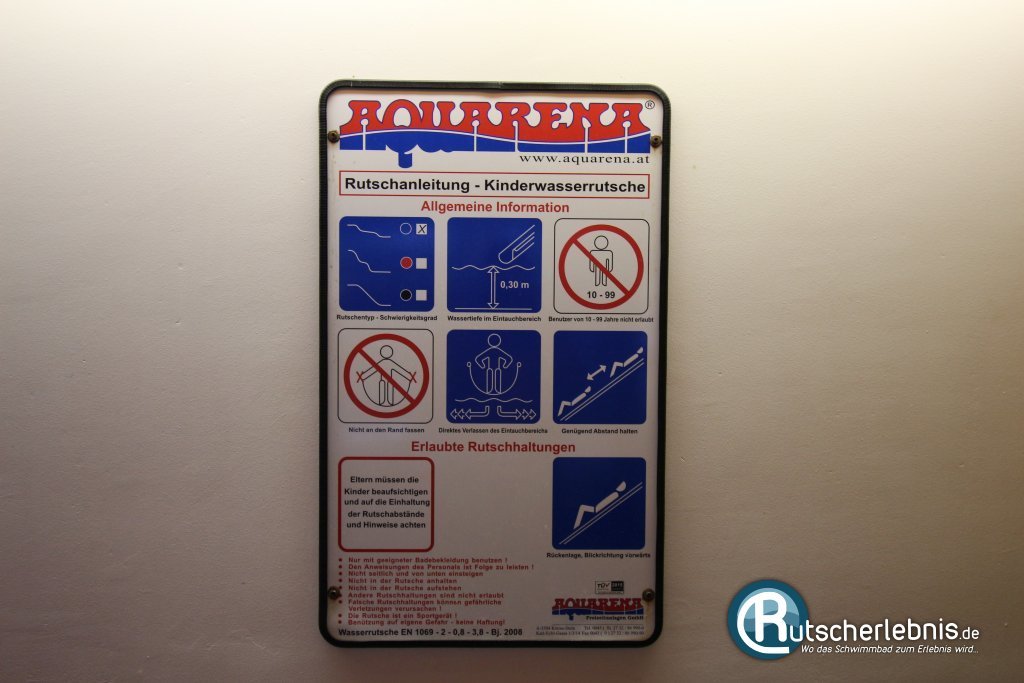 AQUARENA®
www.aquarena.at
Rutschanleitung - Kinderwasserrutsche
Allgemeine Information
X
0,30 m
10 - 99
Rutschentyp - Schwierigkeitsgrad
Wassertiefe im Eintauchbereich
Benutzer von 10 - 99 Jahre nicht erlaubt
Nicht an den Rand fassen
Direktes Verlassen des Eintauchbereichs
Genügend Abstand halten
Erlaubte Rutschhaltungen
Eltern müssen die
Kinder beaufsichtigen
und auf die Einhaltung
der Rutschabstände
und Hinweise achten
Rückenlage, Blickrichtung vorwärts
Nur mit geeigneter Badebekleidung benutzen !
Den Anweisungen des Personals ist Folge zu leisten !
Nicht seitlich und von unten einsteigen
Nicht in der Rutsche anhalten
Nicht in der Rutsche aufstehen
Andere Rutschhaltungen sind nicht erlaubt
Falsche Rutschhaltungen können gefährliche
Verletzungen verursachen !
Die Rutsche ist ein Sportgerät !
Benützung auf eigene Gefahr - keine Haftung!
TÜV
AQUARENA
Freizeitanlagen GmbH
Wasserrutsche EN 1069 - 2 - 0,8 - 3,8 - Bj. 2008
Rutscherlebnis.de
Wo das Schwimmbad zum Erlebnis wird...